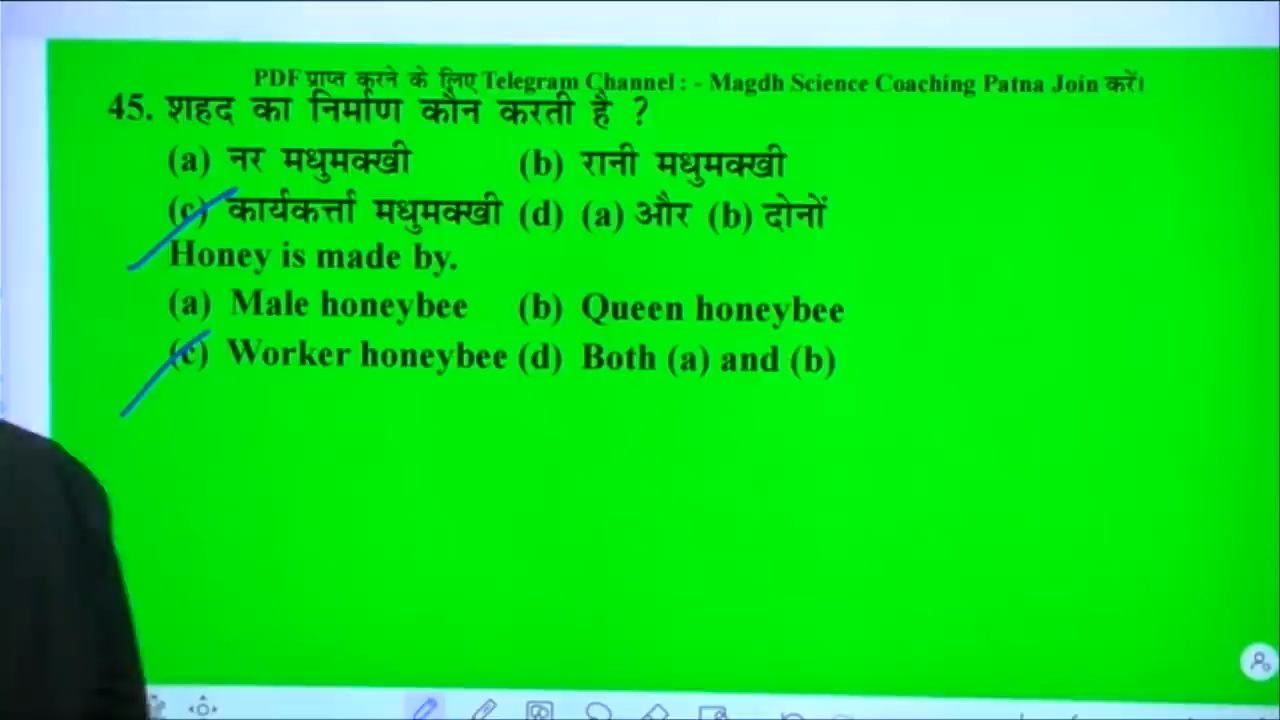 PDF प्राप्त करने के लिए Telegram Channel : - Magdh Science Coaching Patna Join करें।
45. शहद का निर्माण कौन करती है ?
(a) नर मधुमक्खी (b) रानी मधुमक्खी
(c) कार्यकर्त्ता मधुमक्खी (d) (a) और (b) दोनों
Honey is made by.
(a) Male honeybee (b) Queen honeybee
(c) Worker honeybee (d) Both (a) and (b)